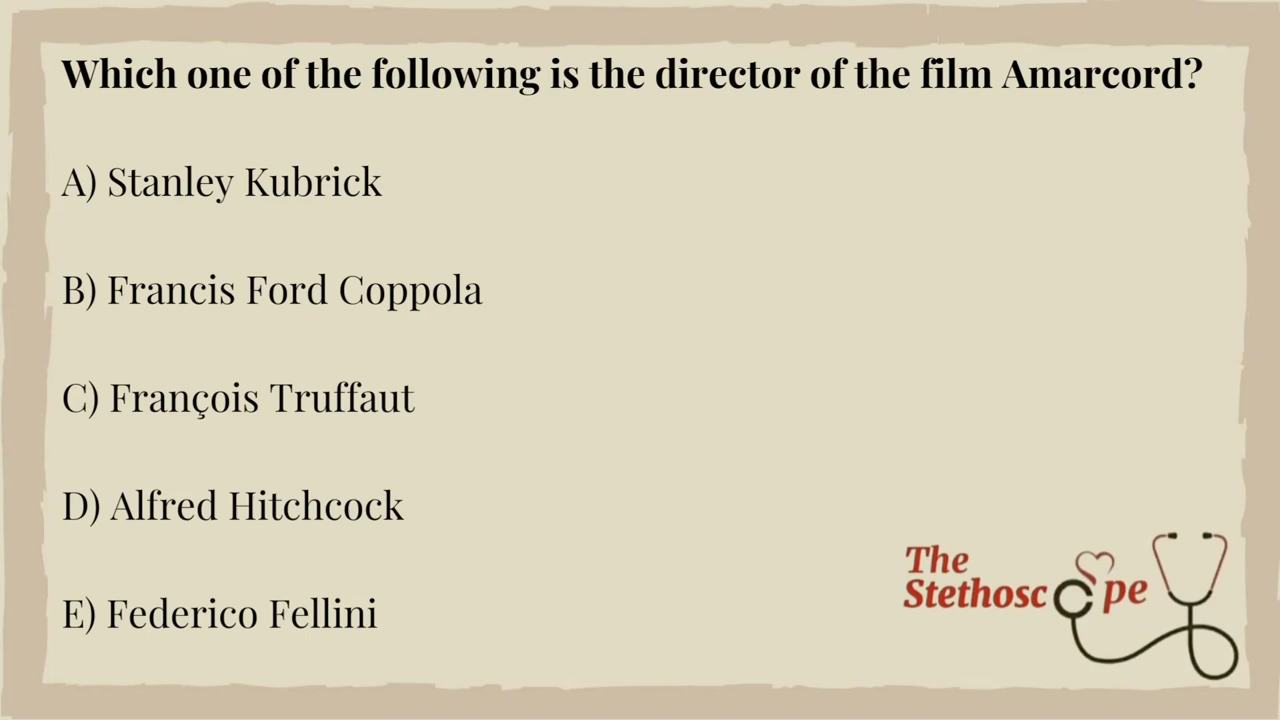 Which one of the following is the director of the film Amarcord?
A) Stanley Kubrick
B) Francis Ford Coppola
C) François Truffaut
D) Alfred Hitchcock
E) Federico Fellini
The
Stethoscope